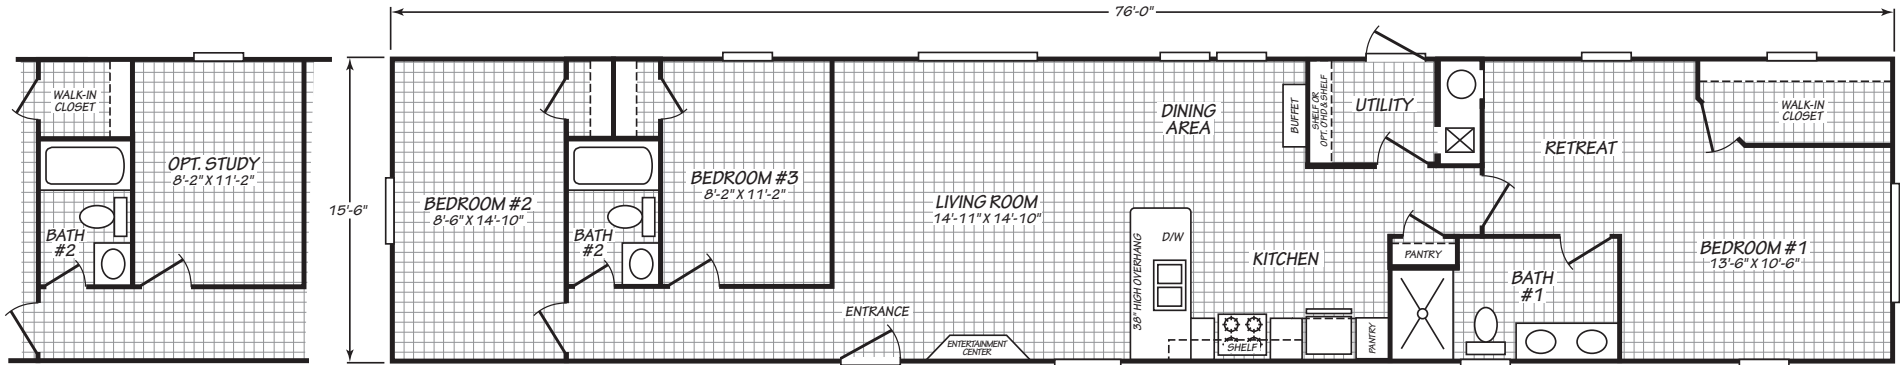 76'-0"
15'-6"
WALK-IN
CLOSET
OPT. STUDY
8'-2" X 11'-2"
BATH
#2
BEDROOM #2
8'-6" X 14'-10"
BATH
#2
BEDROOM #3
8'-2" X 11'-2"
LIVING ROOM
14'-11" X 14'-10"
ENTRANCE
ENTERTAINMENT
CENTER
DINING
AREA
BUFFET
SHELF OR
OPT. O'HD & SHELF
UTILITY
D/W
38" HIGH OVERHANG
KITCHEN
SHELF
PANTRY
PANTRY
BATH
#1
RETREAT
WALK-IN
CLOSET
BEDROOM #1
13'-6" X 10'-6"